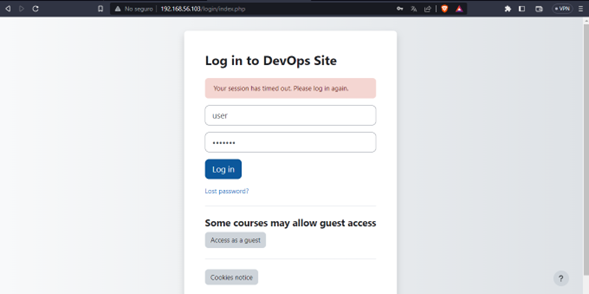 No seguro
192.168.56.103/login/index.php
VPN
Log in to DevOps Site
Your session has timed out. Please log in again.
user
•••••••
Log in
Lost password?
Some courses may allow guest access
Access as a guest
Cookies notice
?